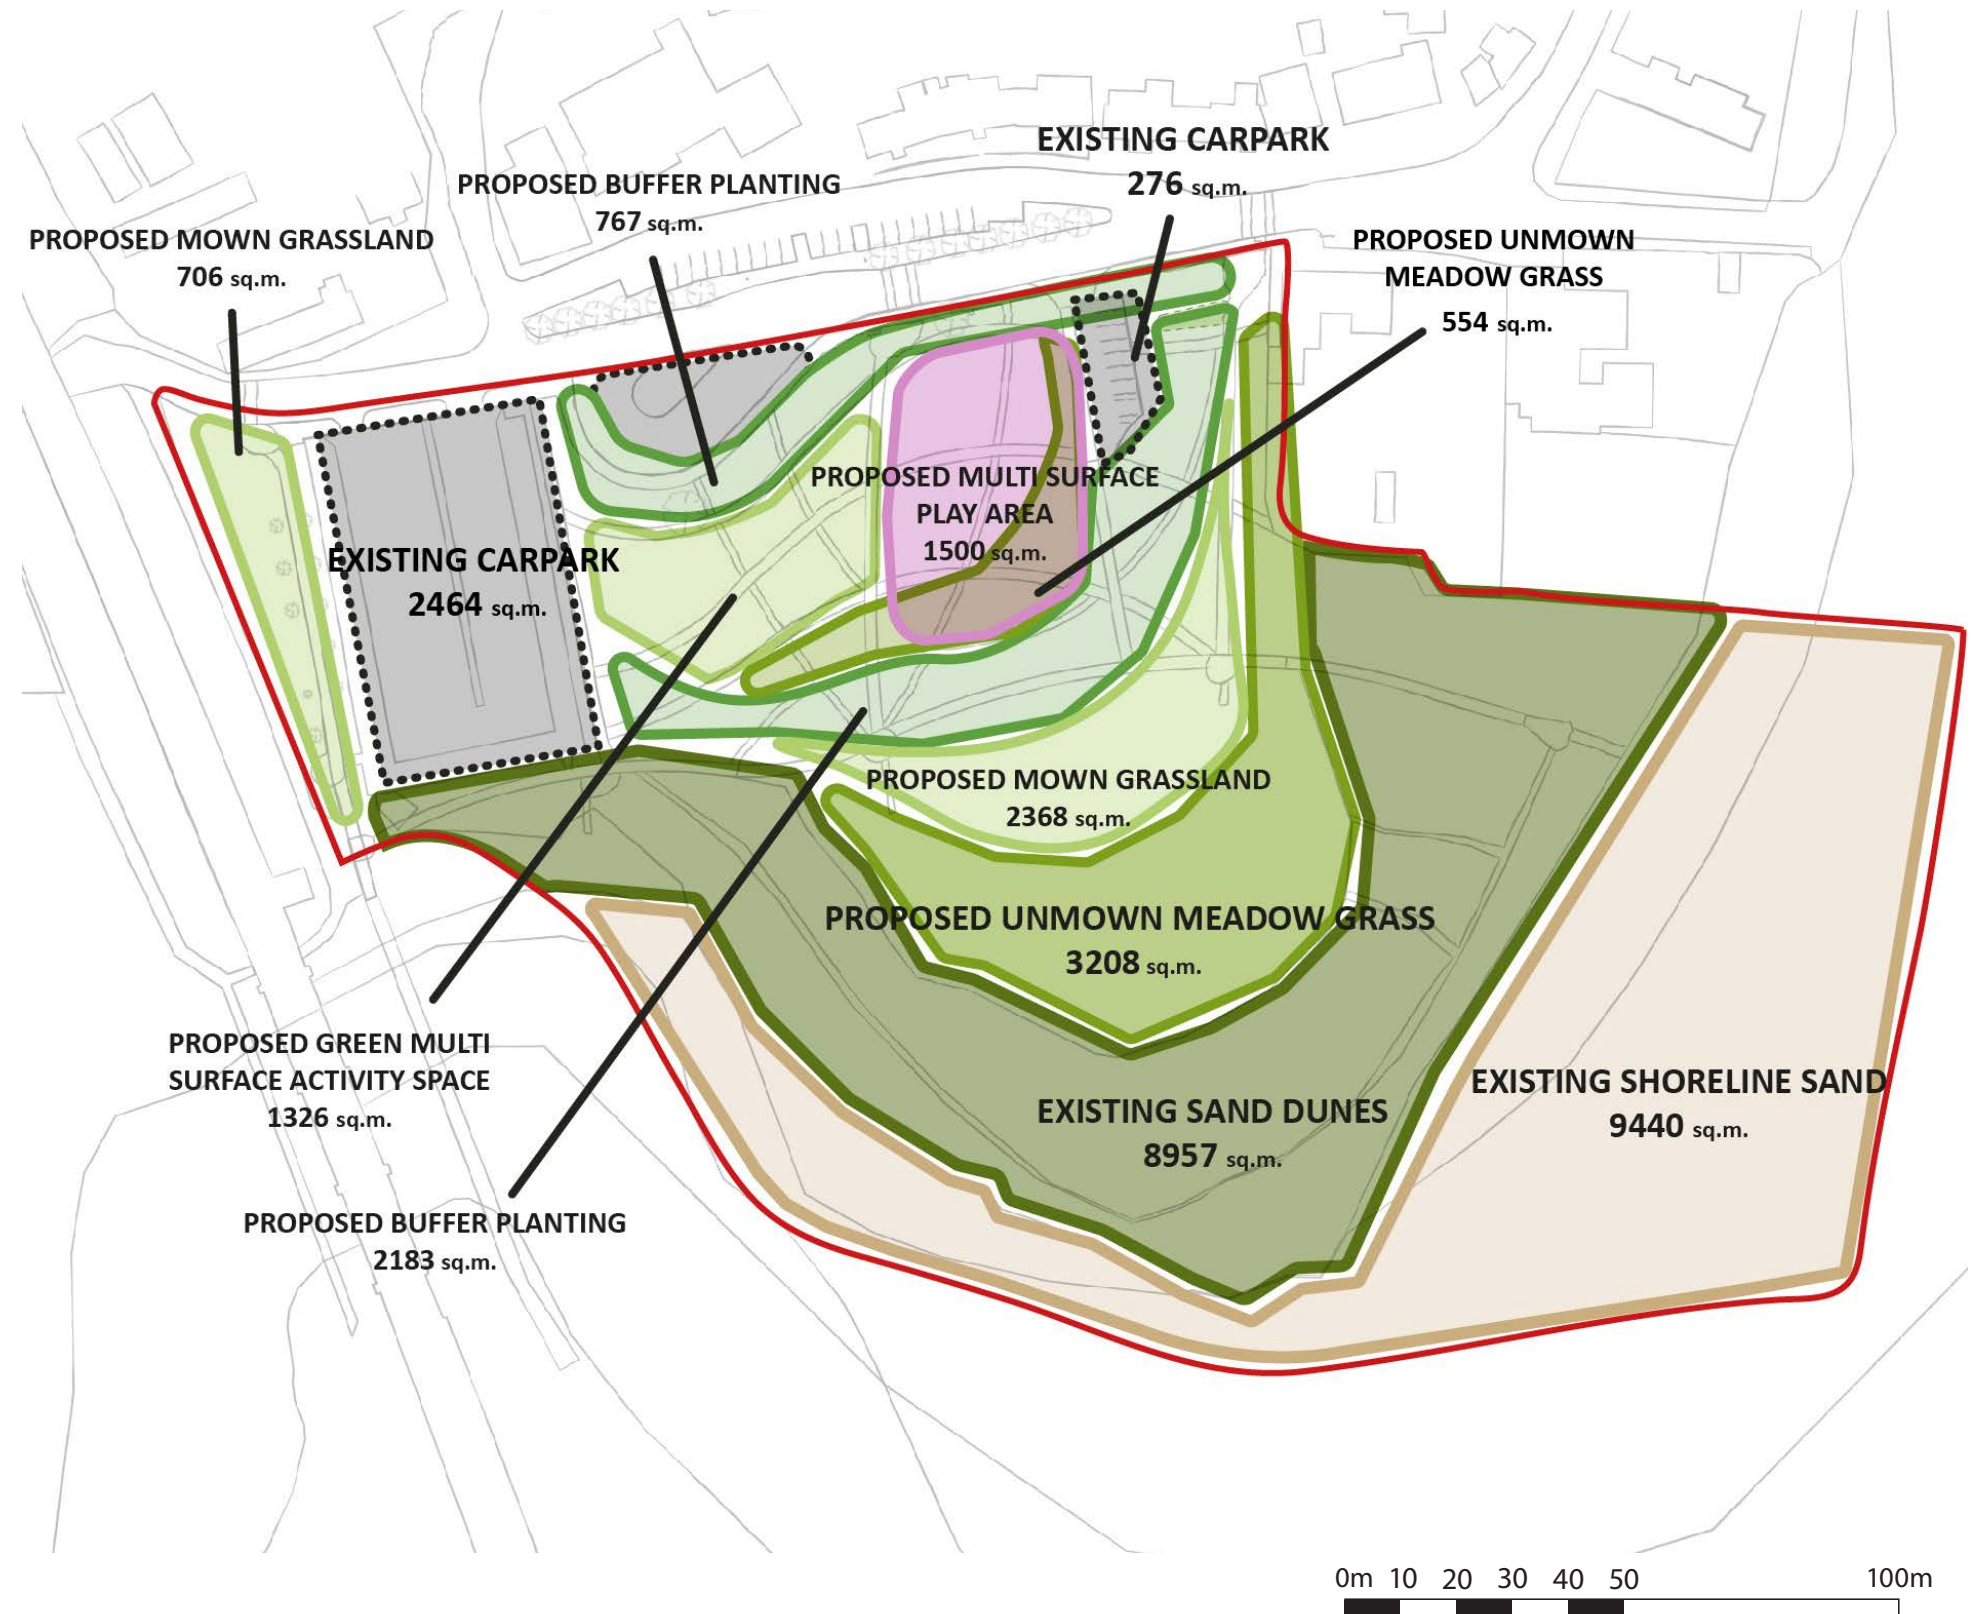 EXISTING CARPARK
276 sq.m.
PROPOSED BUFFER PLANTING
767 sq.m.
PROPOSED MOWN GRASSLAND
706 sq.m.
PROPOSED UNMOWN
MEADOW GRASS
554 sq.m.
PROPOSED MULTI SURFACE
PLAY AREA
1500 sq.m.
EXISTING CARPARK
2464 sq.m.
PROPOSED MOWN GRASSLAND
2368 sq.m.
PROPOSED UNMOWN MEADOW GRASS
3208 sq.m.
PROPOSED GREEN MULTI
SURFACE ACTIVITY SPACE
1326 sq.m.
EXISTING SAND DUNES
8957 sq.m.
EXISTING SHORELINE SAND
9440 sq.m.
PROPOSED BUFFER PLANTING
2183 sq.m.
0m 10 20 30 40 50 100m